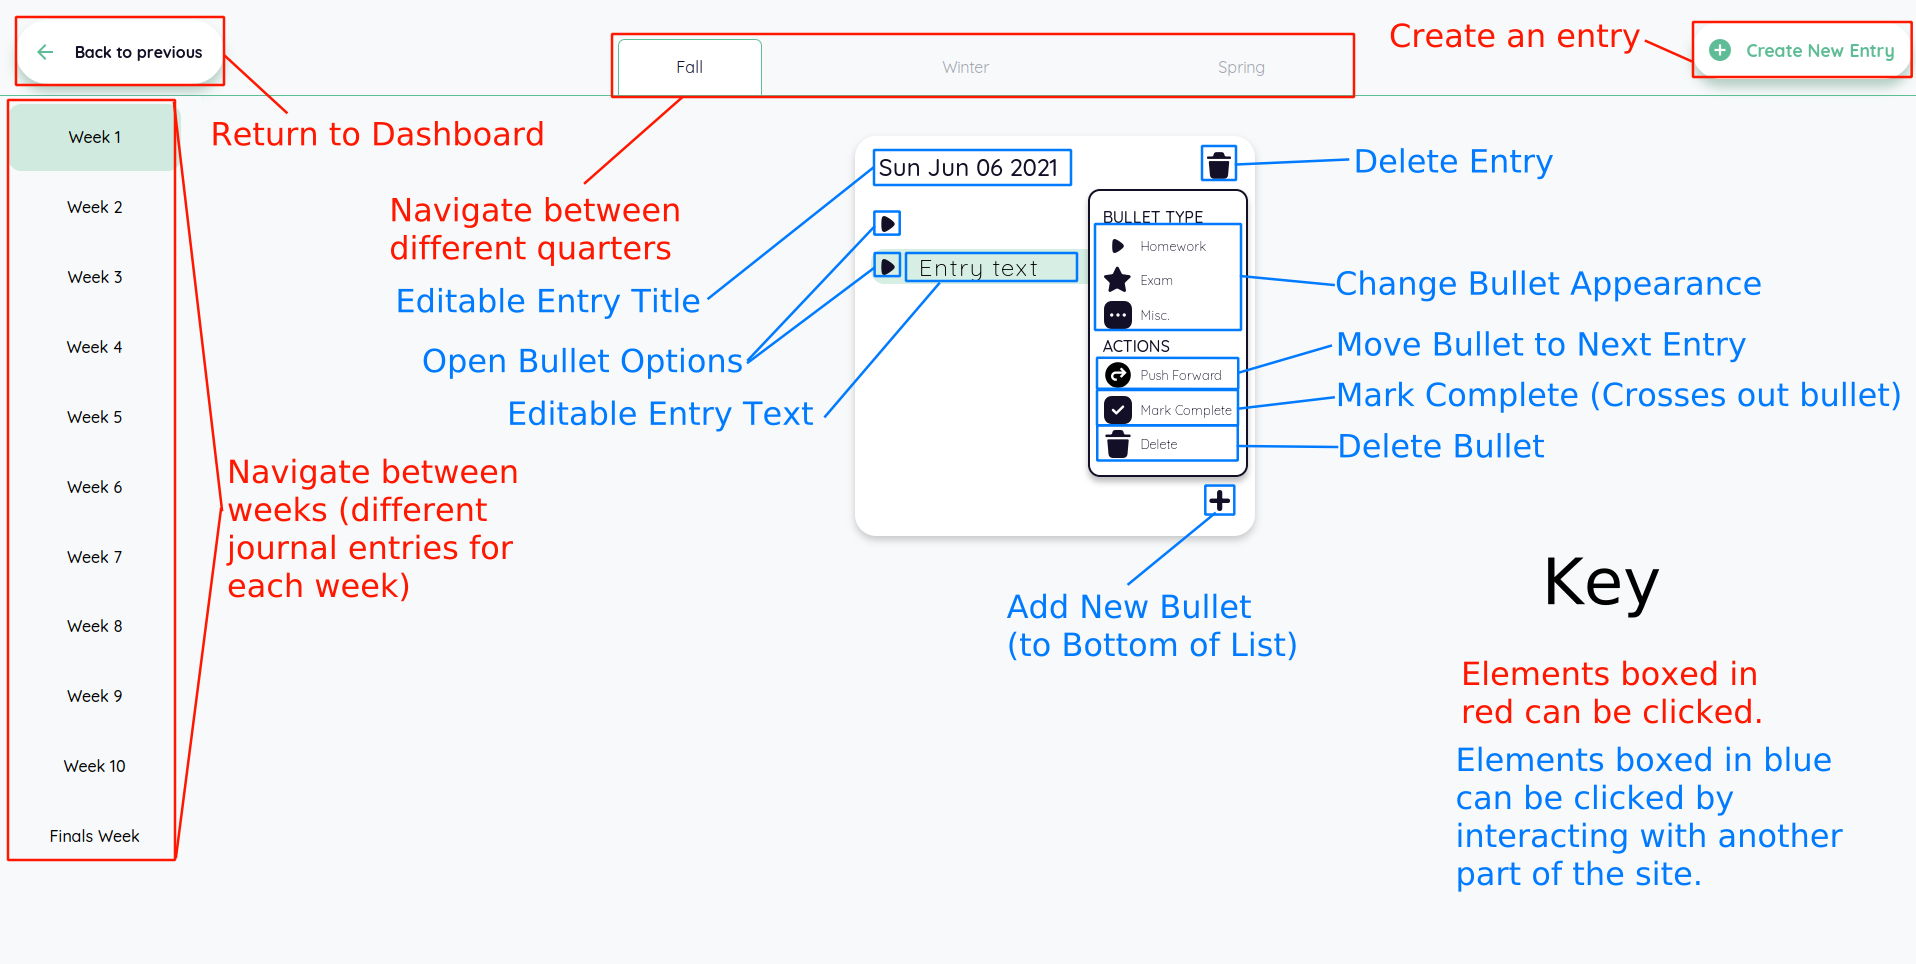 Back to previous
Fall
Winter
Spring
Create an entry
Create New Entry
Return to Dashboard
Week 1
Week 2
Week 3
Week 4
Week 5
Week 6
Week 7
Week 8
Week 9
Week 10
Finals Week
Navigate between
different quarters
Editable Entry Title
Open Bullet Options
Editable Entry Text
Navigate between
weeks (different
journal entries for
each week)
Sun Jun 06 2021
Entry text
BULLET TYPE
Homework
Exam
Misc.
ACTIONS
Push Forward
Mark Complete
Delete
Delete Entry
Change Bullet Appearance
Move Bullet to Next Entry
Mark Complete (Crosses out bullet)
Delete Bullet
Add New Bullet
(to Bottom of List)
Key
Elements boxed in
red can be clicked.
Elements boxed in blue
can be clicked by
interacting with another
part of the site.